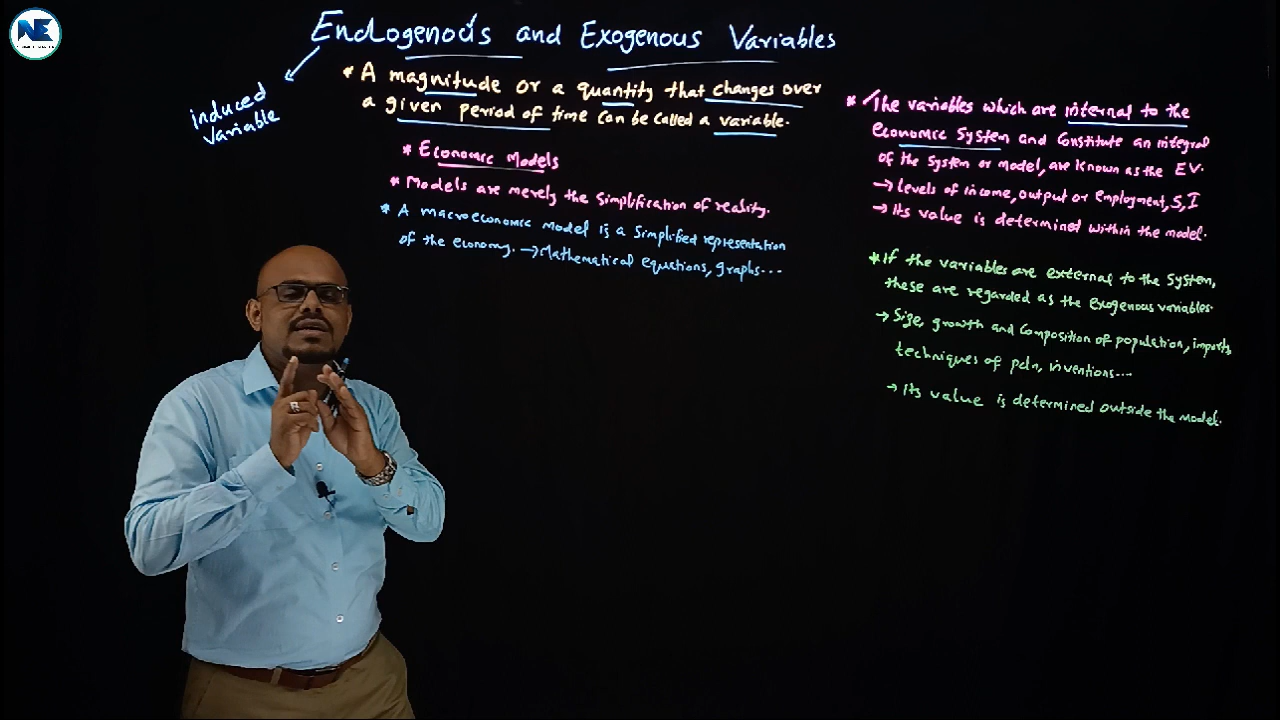 NE
Endogenous and Exogenous Variables
induced
variable
* A magnitude or a quantity that changes over
a given period of time can be called a variable.
* Economic Models
* Models are merely the simplification of reality.
* A macroeconomic model is a simplified representation
of the economy. → Mathematical equations, graphs...
* The variables which are internal to the
economic system and constitute an integral
of the system or model, are known as the EV.
→ levels of income, output or employment, S, I
→ Its value is determined within the model.
* If the variables are external to the system,
these are regarded as the exogenous variables.
→ Size, growth and composition of population, imports,
techniques of pdn, inventions...
→ Its value is determined outside the model.